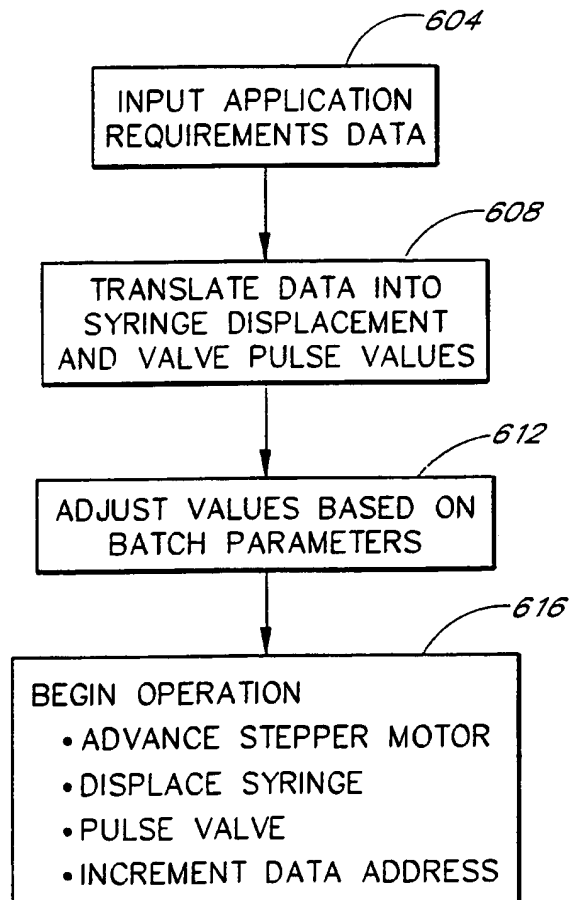 604
INPUT APPLICATION
REQUIREMENTS DATA
608
TRANSLATE DATA INTO
SYRINGE DISPLACEMENT
AND VALVE PULSE VALUES
612
ADJUST VALUES BASED ON
BATCH PARAMETERS
616
BEGIN OPERATION
• ADVANCE STEPPER MOTOR
• DISPLACE SYRINGE
• PULSE VALVE
• INCREMENT DATA ADDRESS